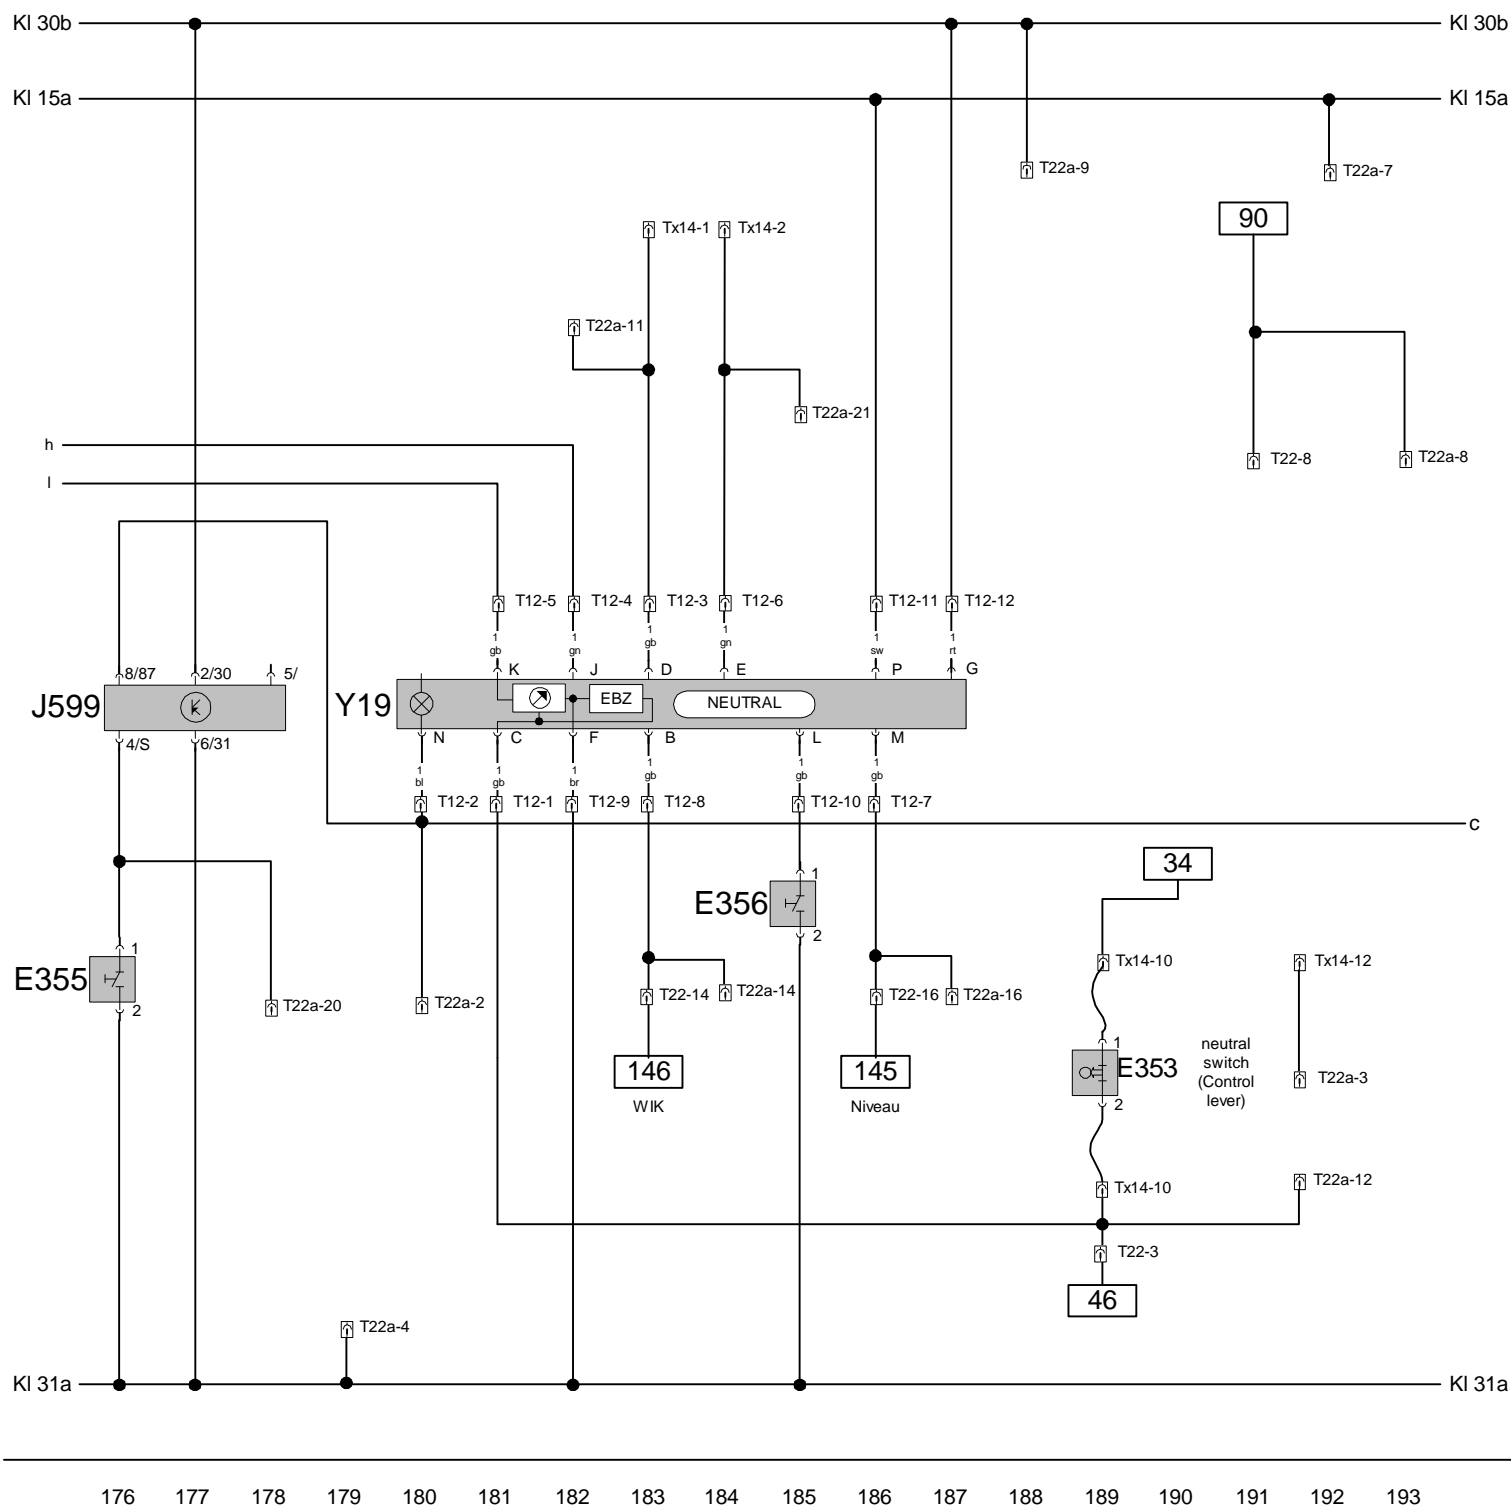 Kl 30b Kl 30b
Kl 15a Kl 15a
T22a-9 T22a-7
90
Tx14-1 Tx14-2
T22a-11
T22a-21
h
T22-8 T22a-8
l
T12-5 T12-4 T12-3 T12-6 T12-11 T12-12
1 1 1 1 1 1
gb gn gb gn sw rt
8/87 2/30 5/ K J D E P G
J599 Y19 EBZ NEUTRAL
4/S 6/31 N C F B L M
1 1 1 1 1 1
bl gb br gb gb gb
T12-2 T12-1 T12-9 T12-8 T12-10 T12-7
c
34
1
E356
2
1
Tx14-10 Tx14-12
E355
2
T22a-20 T22a-2 T22-14 T22a-14 T22-16 T22a-16
1
E353
2
neutral
switch
(Control
lever)
146 145
T22a-3
WIK Niveau
Tx14-10 T22a-12
T22-3
46
T22a-4
Kl 31a Kl 31a
176 177 178 179 180 181 182 183 184 185 186 187 188 189 190 191 192 193